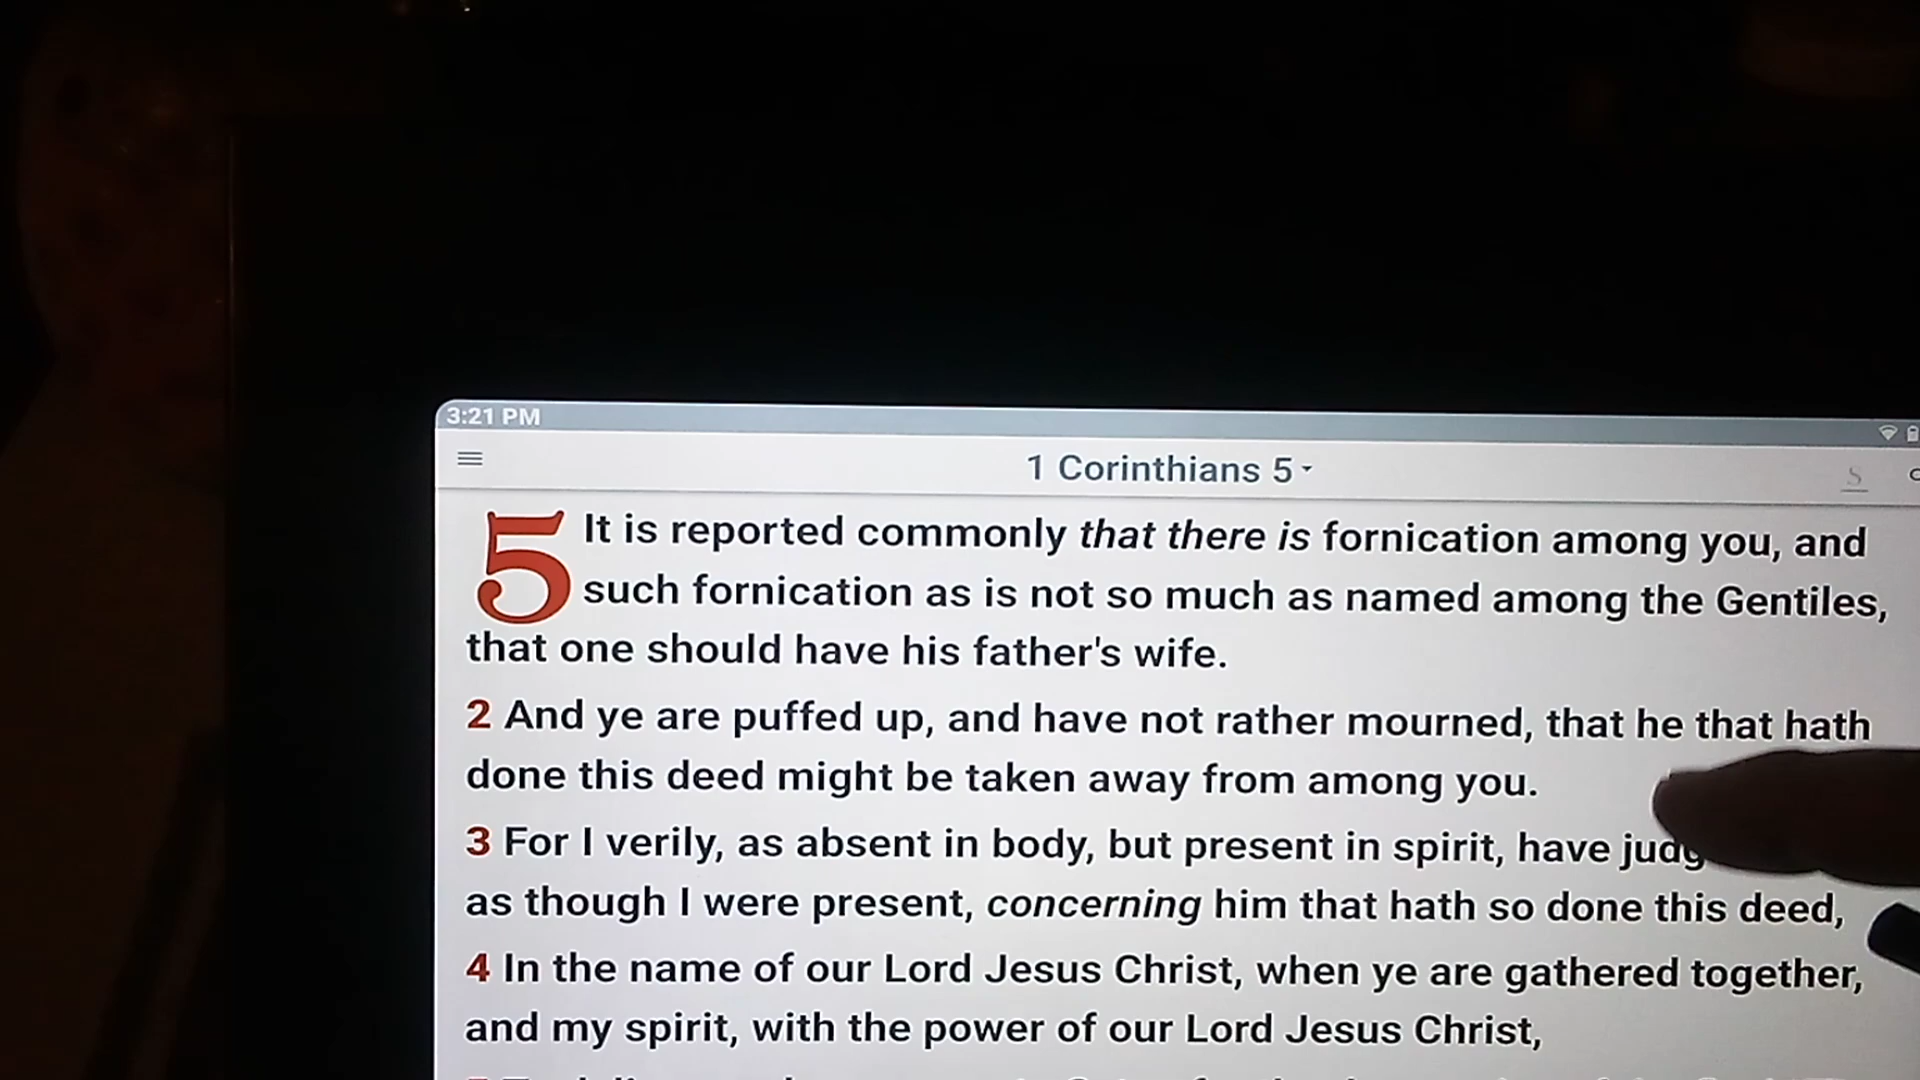 3:21 PM
1 Corinthians 5
S
5 It is reported commonly that there is fornication among you, and
such fornication as is not so much as named among the Gentiles,
that one should have his father's wife.
2 And ye are puffed up, and have not rather mourned, that he that hath
done this deed might be taken away from among you.
3 For I verily, as absent in body, but present in spirit, have
as though I were present, concerning him that hath so done this deed,
4 In the name of our Lord Jesus Christ, when ye are gathered together,
and my spirit, with the power of our Lord Jesus Christ,